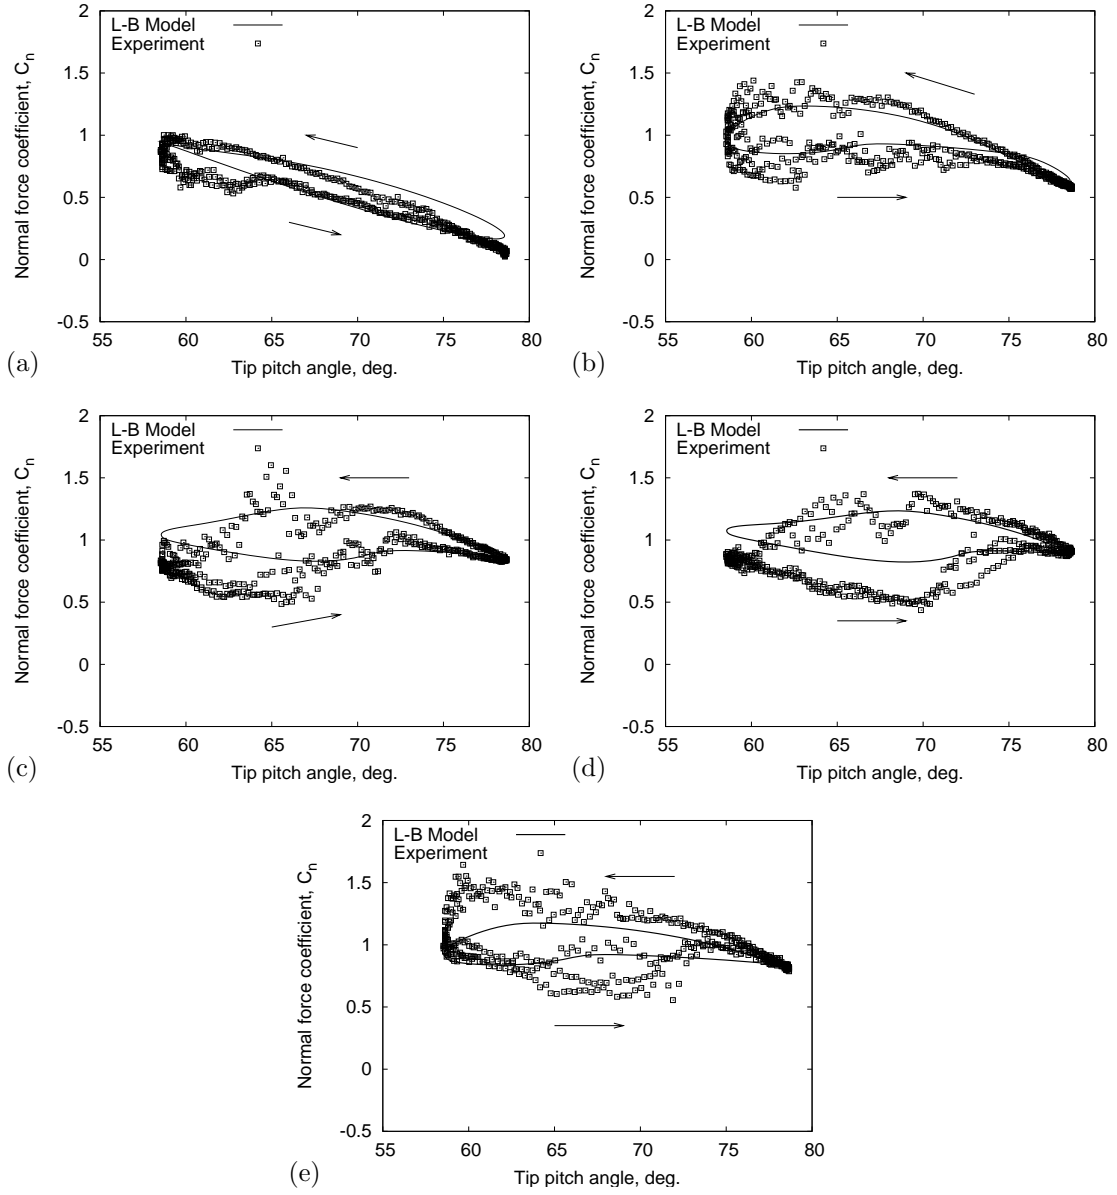 2
1.5
1
0.5
0
-0.5
55 60 65 70 75 80
Normal force coefficient, Cn
Tip pitch angle, deg.
L-B Model
Experiment
(a)
2
1.5
1
0.5
0
-0.5
55 60 65 70 75 80
Normal force coefficient, Cn
Tip pitch angle, deg.
L-B Model
Experiment
(b)
2
1.5
1
0.5
0
-0.5
55 60 65 70 75 80
Normal force coefficient, Cn
Tip pitch angle, deg.
L-B Model
Experiment
(c)
2
1.5
1
0.5
0
-0.5
55 60 65 70 75 80
Normal force coefficient, Cn
Tip pitch angle, deg.
L-B Model
Experiment
(d)
2
1.5
1
0.5
0
-0.5
55 60 65 70 75 80
Normal force coefficient, Cn
Tip pitch angle, deg.
L-B Model
Experiment
(e)